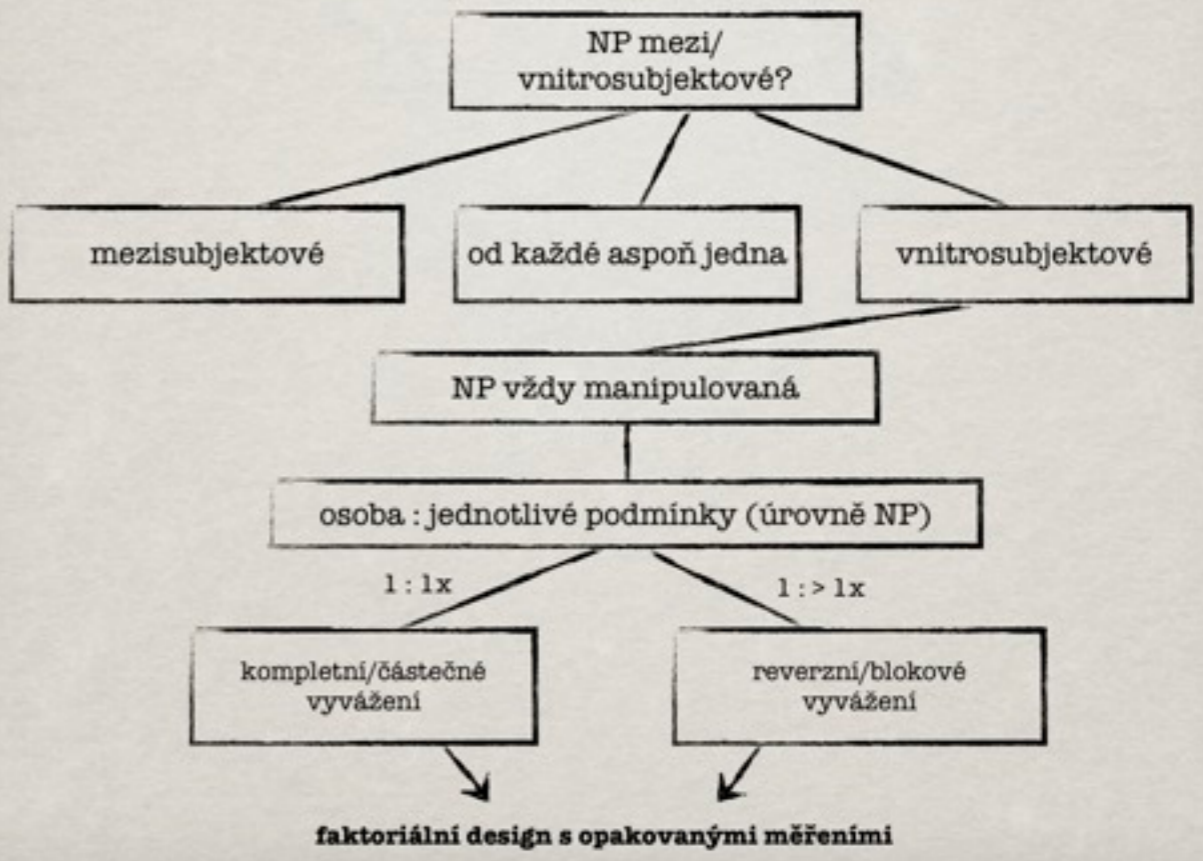 NP mezi/
vnitrosubjektové?
mezisubjektové
od každé aspoň jedna
vnitrosubjektové
NP vždy manipulovaná
osoba : jednotlivé podmínky (úrovně NP)
1 : 1x
1 : > 1x
kompletní/částečné
vyvážení
reverzní/blokové
vyvážení
faktoriální design s opakovanými měřeními